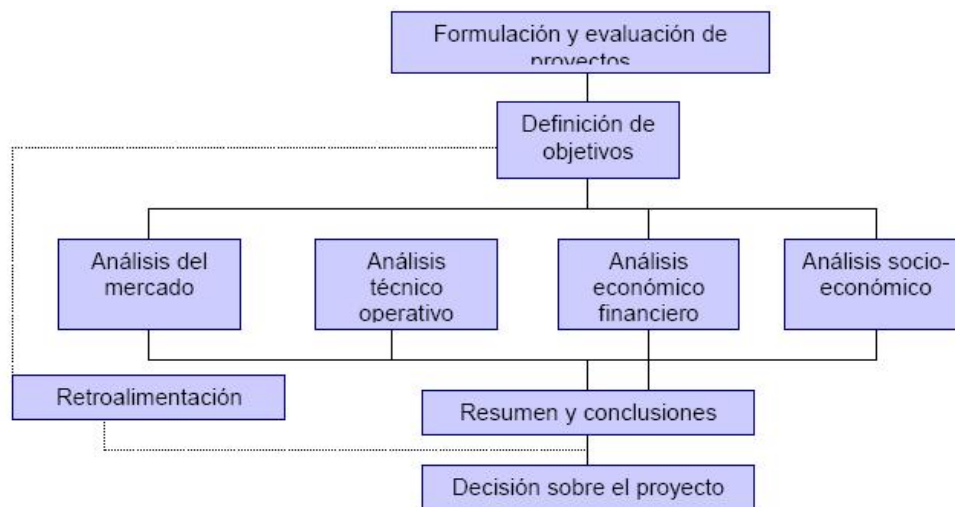 Formulación y evaluación de
proyectos
Definición de
objetivos
Análisis del
mercado
Análisis
técnico
operativo
Análisis
económico
financiero
Análisis socio-
económico
Retroalimentación
Resumen y conclusiones
Decisión sobre el proyecto